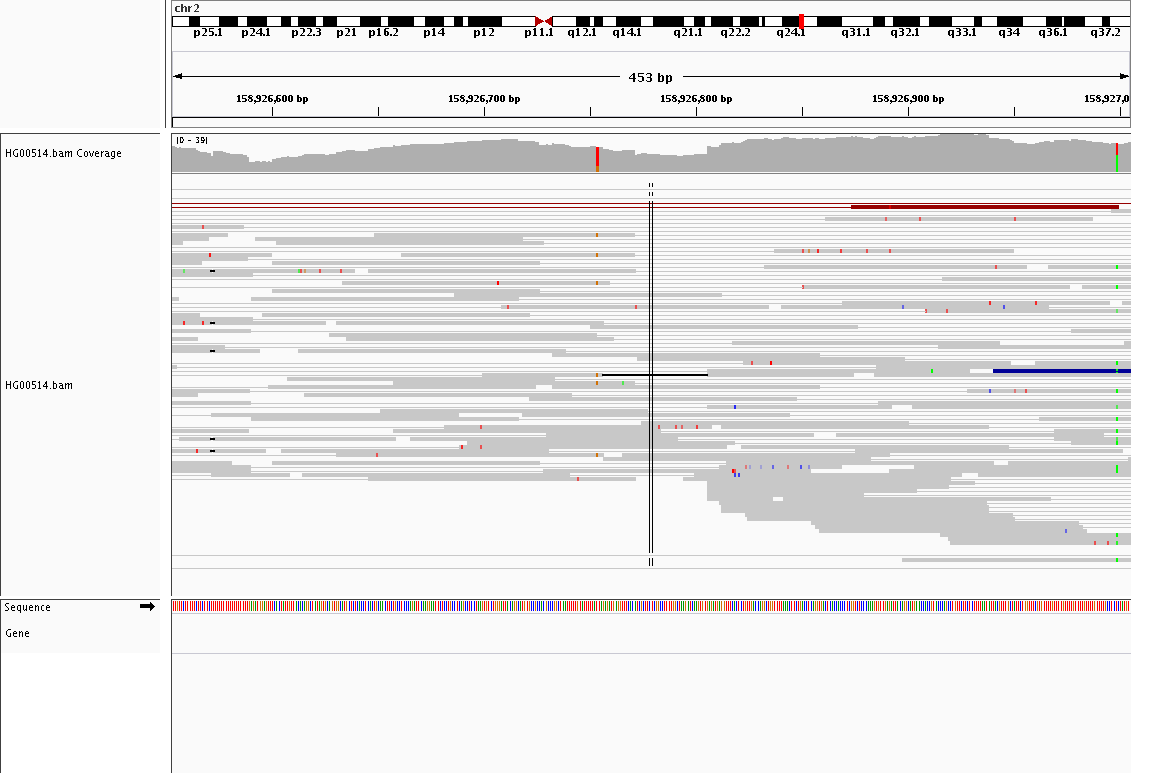 chr2
p25.1 p24.1 p22.3 p21 p16.2 p14 p12 p11.1 q12.1 q14.1 q21.1 q22.2 q24.1 q31.1 q32.1 q33.1 q34 q36.1 q37.2
453 bp
158,926,600 bp 158,926,700 bp 158,926,800 bp 158,926,900 bp 158,927,0
[0 - 39]
HG00514.bam Coverage
HG00514.bam
Sequence
Gene